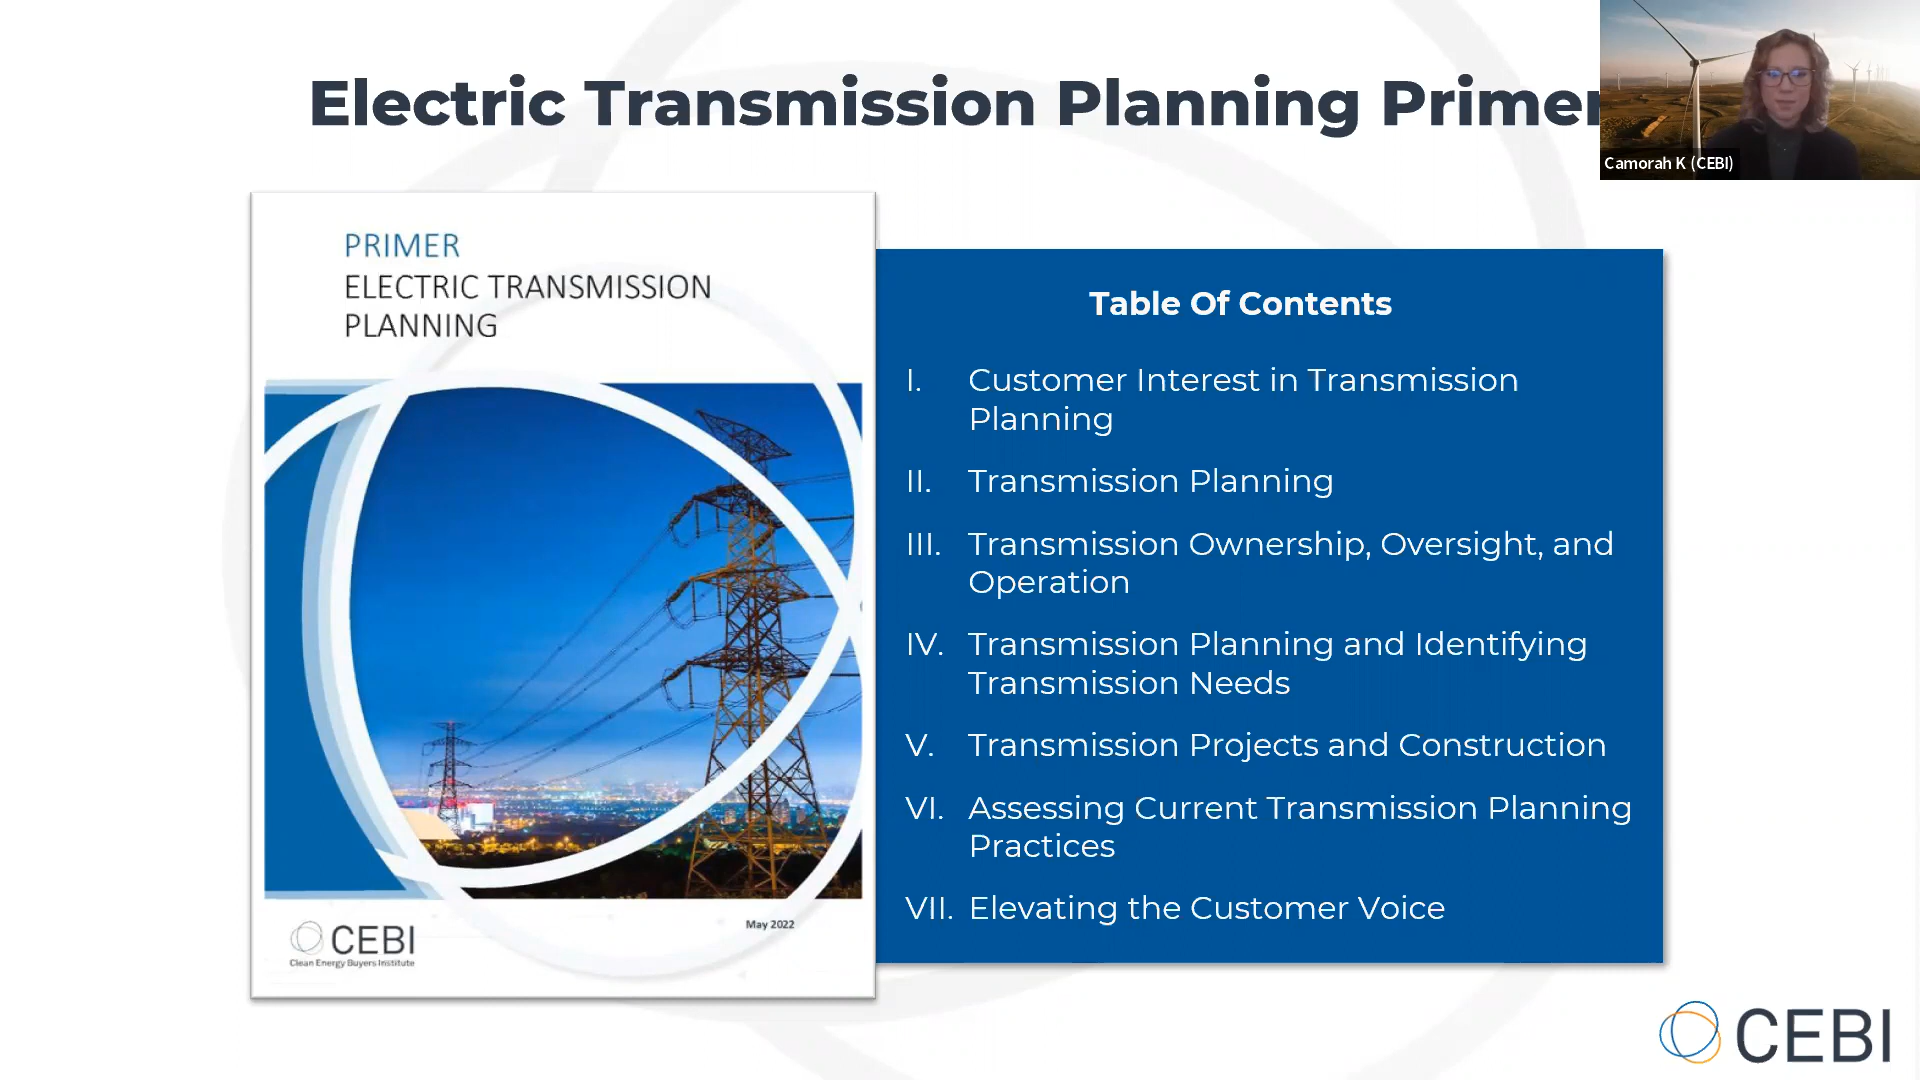 Electric Transmission Planning Primer
Camorah K (CEBI)
PRIMER
ELECTRIC TRANSMISSION
PLANNING
May 2022
CEBI
Clean Energy Buyers Institute
Table Of Contents
I. Customer Interest in Transmission
Planning
II. Transmission Planning
III. Transmission Ownership, Oversight, and
Operation
IV. Transmission Planning and Identifying
Transmission Needs
V. Transmission Projects and Construction
VI. Assessing Current Transmission Planning
Practices
VII. Elevating the Customer Voice
CEBI